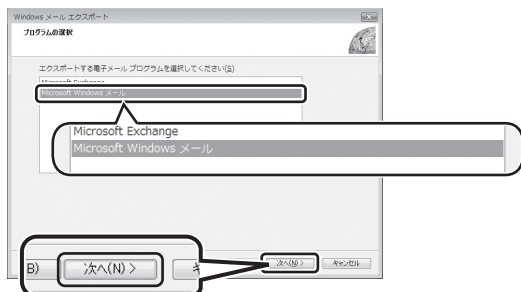 Windows メール エクスポート
プログラムの選択
エクスポートする電子メール プログラムを選択してください(S)
Microsoft Exchange
Microsoft Windows メール
Microsoft Exchange
Microsoft Windows メール
B)
次へ(N) >
キ
次へ(N) >
キャンセル